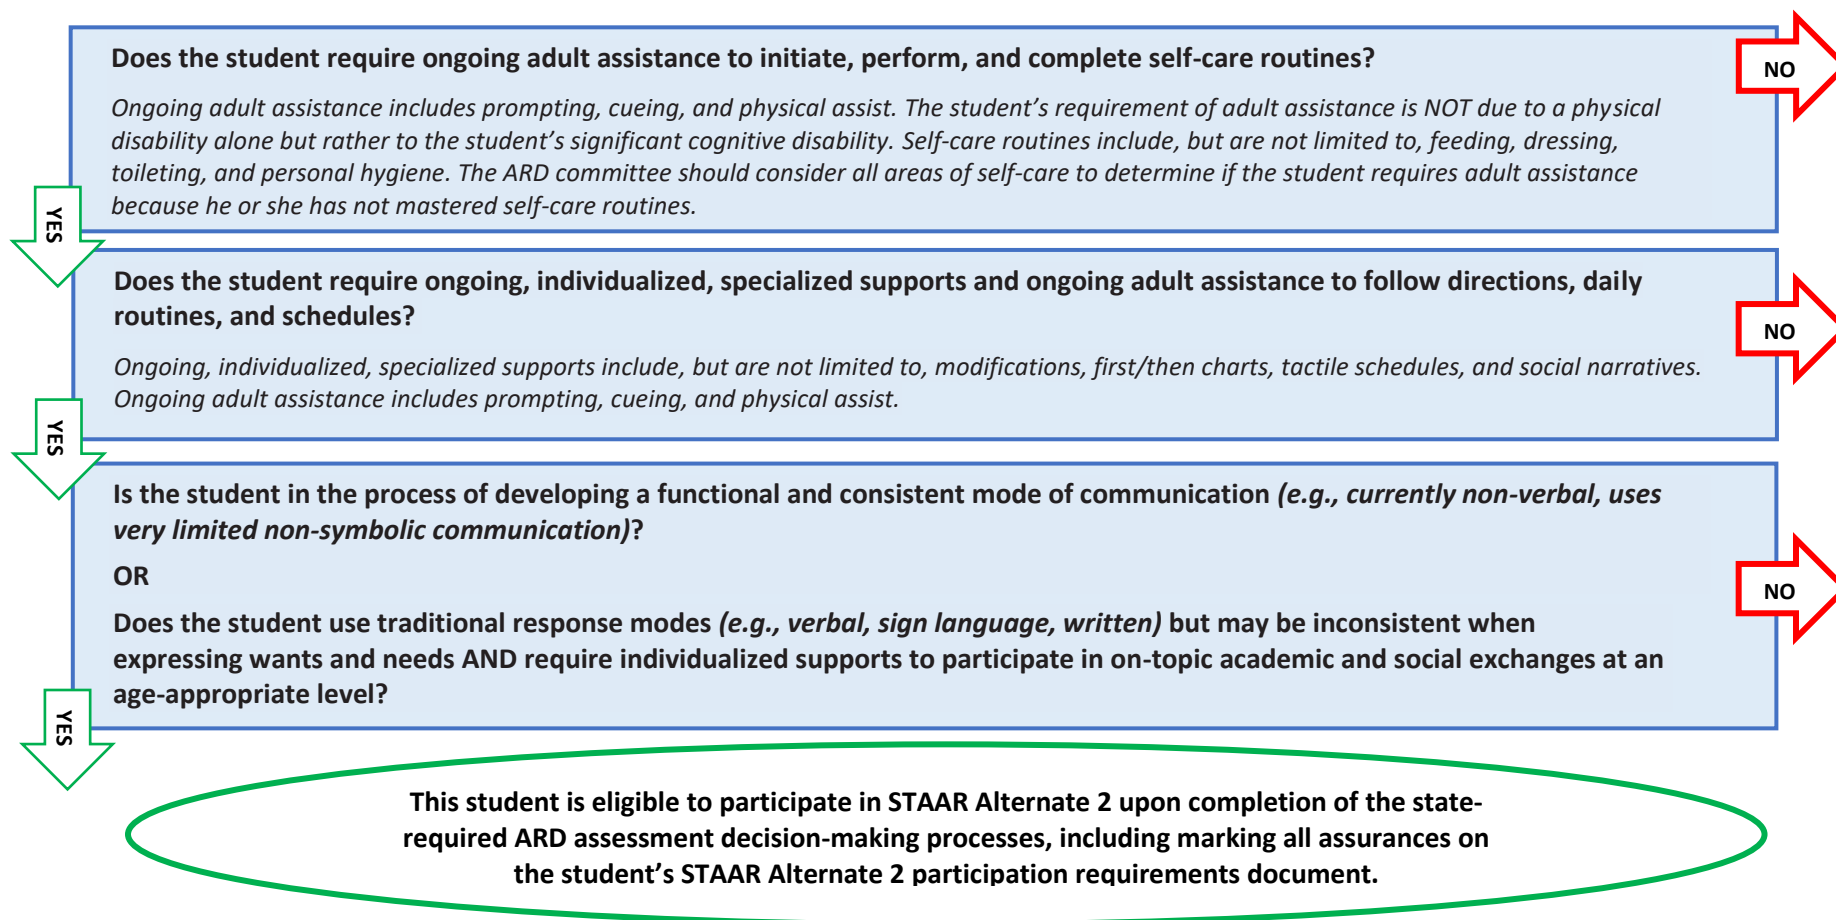 Does the student require ongoing adult assistance to initiate, perform, and complete self-care routines?
NO
Ongoing adult assistance includes prompting, cueing, and physical assist. The student’s requirement of adult assistance is NOT due to a physical
disability alone but rather to the student’s significant cognitive disability. Self-care routines include, but are not limited to, feeding, dressing,
toileting, and personal hygiene. The ARD committee should consider all areas of self-care to determine if the student requires adult assistance
because he or she has not mastered self-care routines.
YES
Does the student require ongoing, individualized, specialized supports and ongoing adult assistance to follow directions, daily
routines, and schedules?
NO
Ongoing, individualized, specialized supports include, but are not limited to, modifications, first/then charts, tactile schedules, and social narratives.
Ongoing adult assistance includes prompting, cueing, and physical assist.
YES
Is the student in the process of developing a functional and consistent mode of communication (e.g., currently non-verbal, uses
very limited non-symbolic communication)?
OR
NO
Does the student use traditional response modes (e.g., verbal, sign language, written) but may be inconsistent when
expressing wants and needs AND require individualized supports to participate in on-topic academic and social exchanges at an
age-appropriate level?
YES
This student is eligible to participate in STAAR Alternate 2 upon completion of the state-
required ARD assessment decision-making processes, including marking all assurances on
the student’s STAAR Alternate 2 participation requirements document.